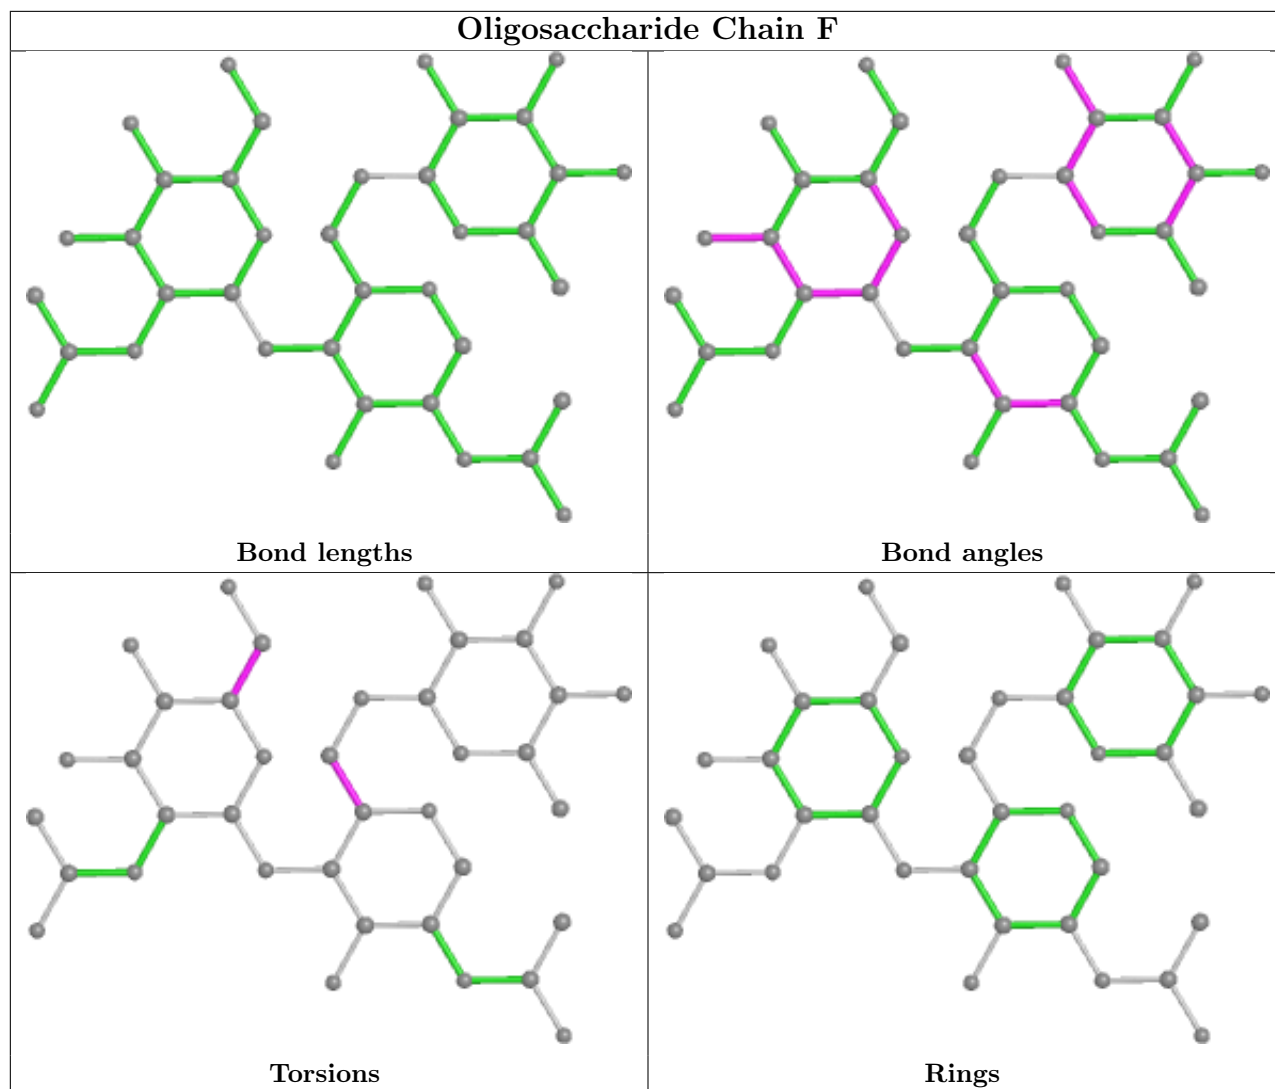 Oligosaccharide Chain F
Bond lengths
Bond angles
Torsions
Rings